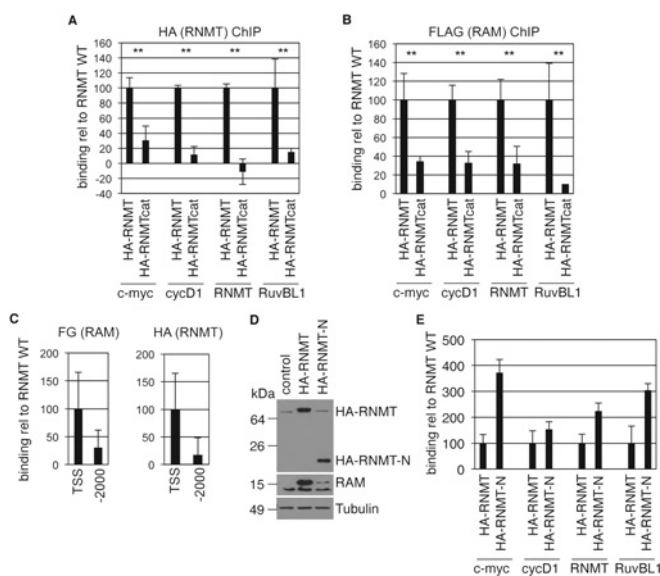 A
HA (RNMT) ChIP
binding rel to RNMT WT
140
120
100
80
60
40
20
0
-20
-40
** ** ** **
HA-RNMT
HA-RNMTcat
HA-RNMT
HA-RNMTcat
HA-RNMT
HA-RNMTcat
HA-RNMT
HA-RNMTcat
c-myc cycD1 RNMT RuvBL1
B
FLAG (RAM) ChIP
binding rel to RNMT WT
160
140
120
100
80
60
40
20
0
** ** ** **
HA-RNMT
HA-RNMTcat
HA-RNMT
HA-RNMTcat
HA-RNMT
HA-RNMTcat
HA-RNMT
HA-RNMTcat
c-myc cycD1 RNMT RuvBL1
C
FG (RAM)
binding rel to RNMT WT
200
150
100
50
0
TSS
-2000
HA (RNMT)
200
150
100
50
0
TSS
-2000
D
control
HA-RNMT
HA-RNMT-N
kDa
64
26
15
49
HA-RNMT
HA-RNMT-N
RAM
Tubulin
E
binding rel to RNMT WT
500
400
300
200
100
0
HA-RNMT
HA-RNMT-N
HA-RNMT
HA-RNMT-N
HA-RNMT
HA-RNMT-N
HA-RNMT
HA-RNMT-N
c-myc cycD1 RNMT RuvBL1